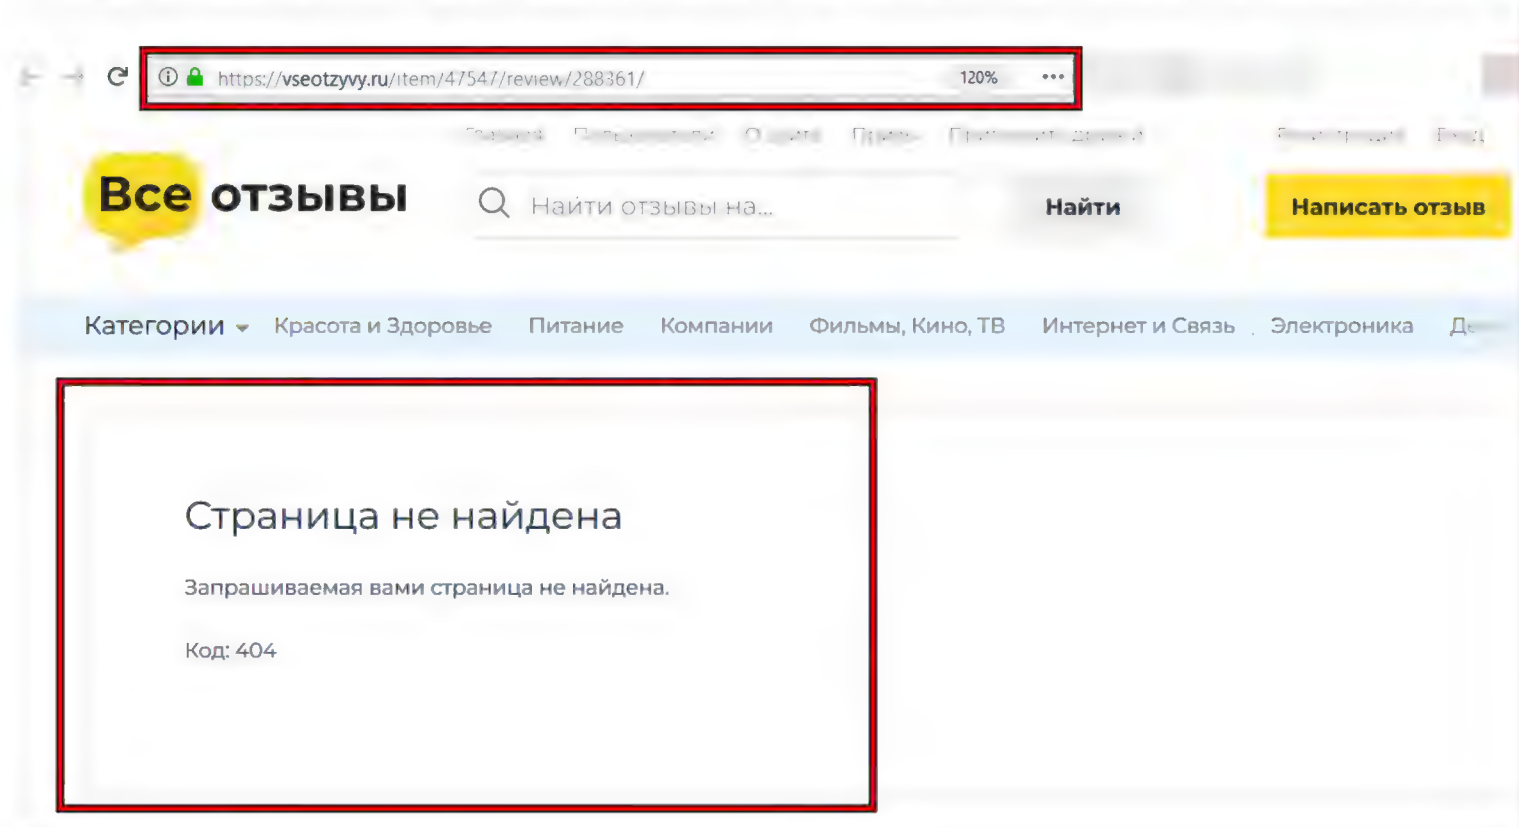 https://vseotzyvy.ru/item/47547/review/288361/ 120%
Все отзывы
Найти отзывы на...
Найти
Написать отзыв
Категории Красота и Здоровье Питание Компании Фильмы, Кино, ТВ Интернет и Связь Электроника
Страница не найдена
Запрашиваемая вами страница не найдена.
Код: 404